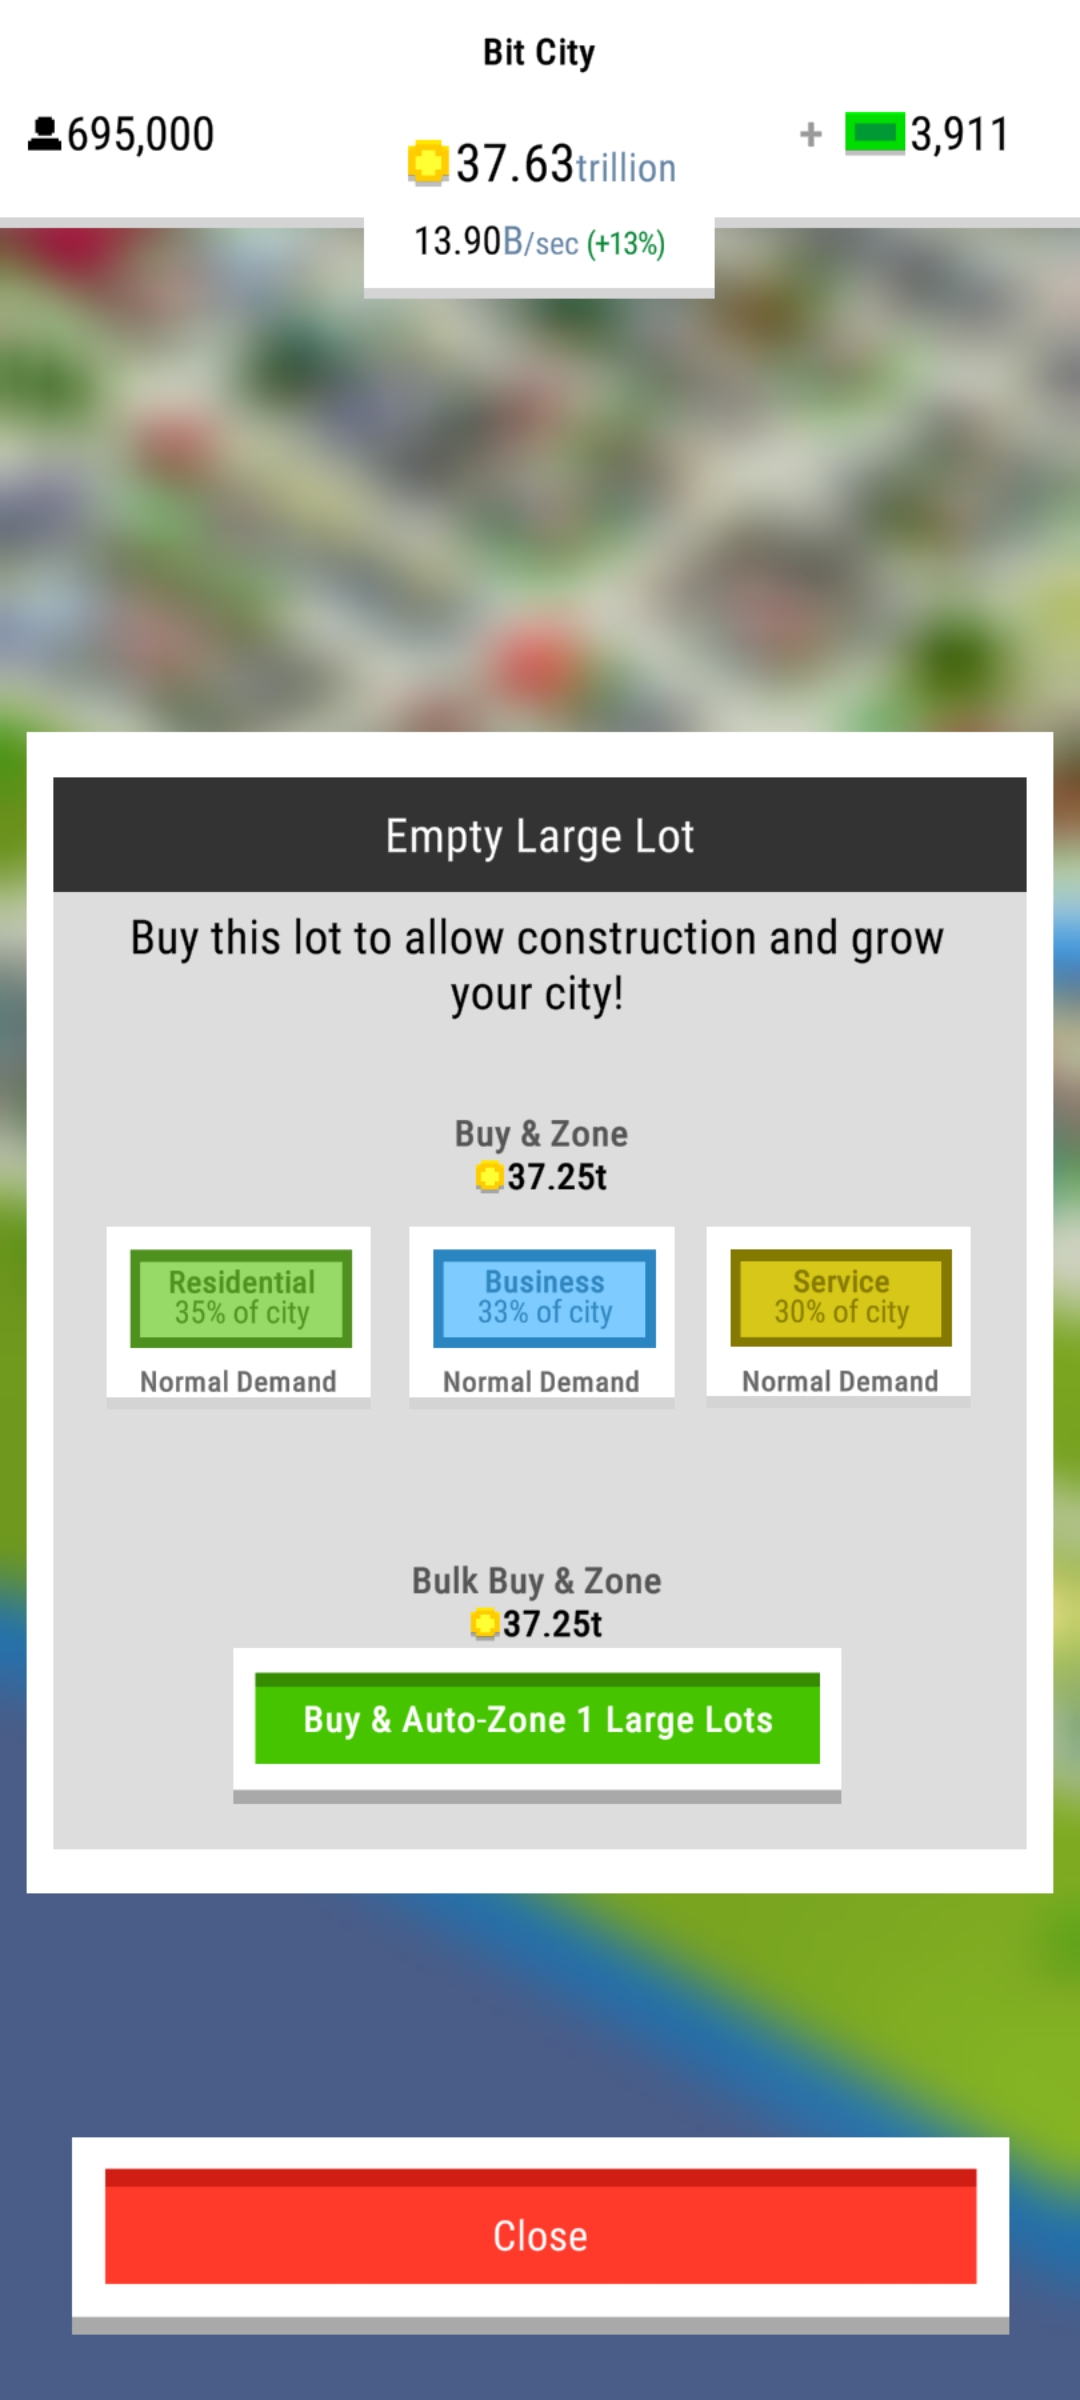 Bit City
695,000
37.63trillion
+ 3,911
13.90B/sec (+13%)
Empty Large Lot
Buy this lot to allow construction and grow
your city!
Buy & Zone
37.25t
Residential
35% of city
Normal Demand
Business
33% of city
Normal Demand
Service
30% of city
Normal Demand
Bulk Buy & Zone
37.25t
Buy & Auto-Zone 1 Large Lots
Close